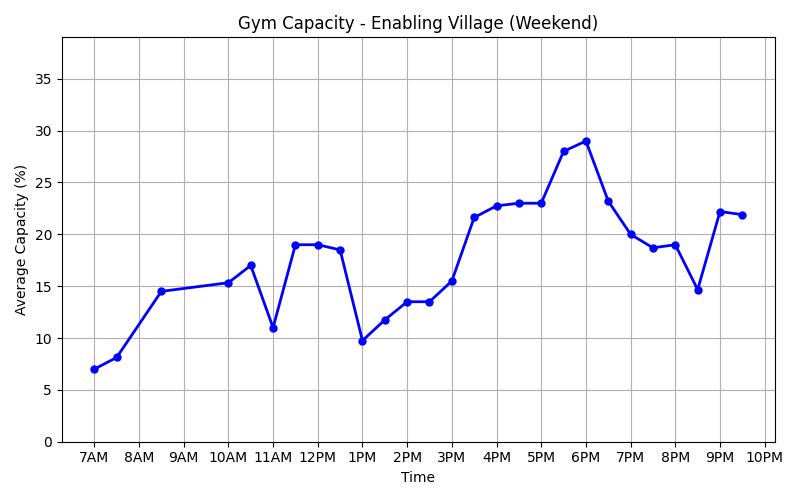 Gym Capacity - Enabling Village (Weekend)
Average Capacity (%)
35
30
25
20
15
10
5
0
7AM 8AM 9AM 10AM 11AM 12PM 1PM 2PM 3PM 4PM 5PM 6PM 7PM 8PM 9PM 10PM
Time